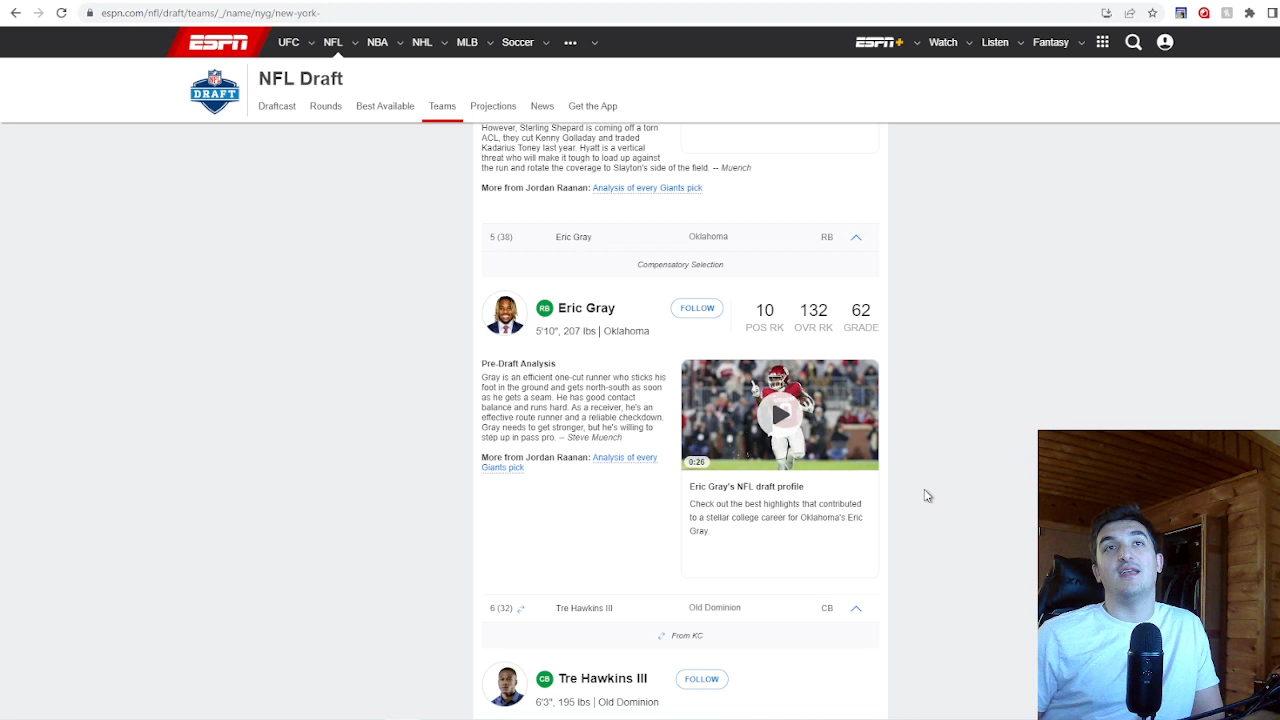 espn.com/nfl/draft/teams/_/name/nyg/new-york-
ESPN
UFC
NFL
NBA
NHL
MLB
Soccer
•••
ESPN+
Watch
Listen
Fantasy
NFL
DRAFT
NFL Draft
Draftcast
Rounds
Best Available
Teams
Projections
News
Get the App
However, Sterling Shepard is coming off a torn
ACL, they cut Kenny Golladay and traded
Kadarius Toney last year. Hyatt is a vertical
threat who will make it tough to load up against
the run and rotate the coverage to Slayton's side of the field. -- Muench
More from Jordan Raanan: Analysis of every Giants pick
5 (38) Eric Gray Oklahoma RB
Compensatory Selection
RB Eric Gray
FOLLOW
5'10", 207 lbs | Oklahoma
10 132 62
POS RK OVR RK GRADE
Pre-Draft Analysis
Gray is an efficient one-cut runner who sticks his
foot in the ground and gets north-south as soon
as he gets a seam. He has good contact
balance and runs hard. As a receiver, he's an
effective route runner and a reliable checkdown.
Gray needs to get stronger, but he's willing to
step up in pass pro. -- Steve Muench
More from Jordan Raanan: Analysis of every
Giants pick
0:26
Eric Gray's NFL draft profile
Check out the best highlights that contributed
to a stellar college career for Oklahoma's Eric
Gray.
6 (32) Tre Hawkins III Old Dominion CB
From KC
CB Tre Hawkins III
FOLLOW
6'3", 195 lbs | Old Dominion